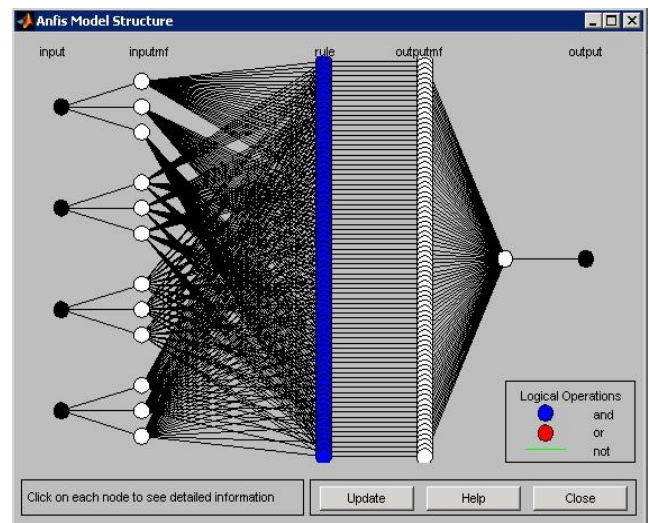 Anfis Model Structure
input inputmf rule outputmf output
Logical Operations
and
or
not
Click on each node to see detailed information
Update Help Close